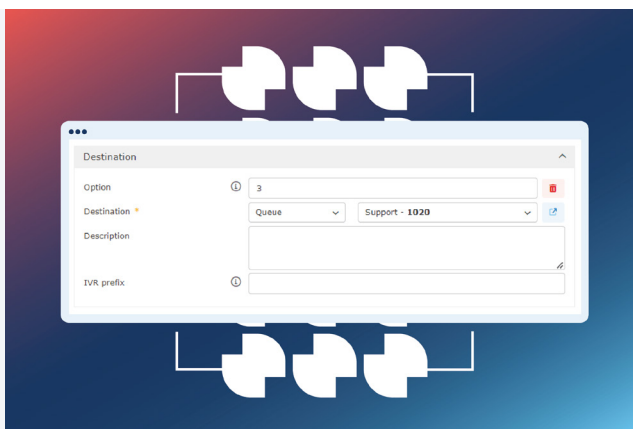 Destination
Option 3
Destination * Queue Support - 1020
Description
IVR prefix